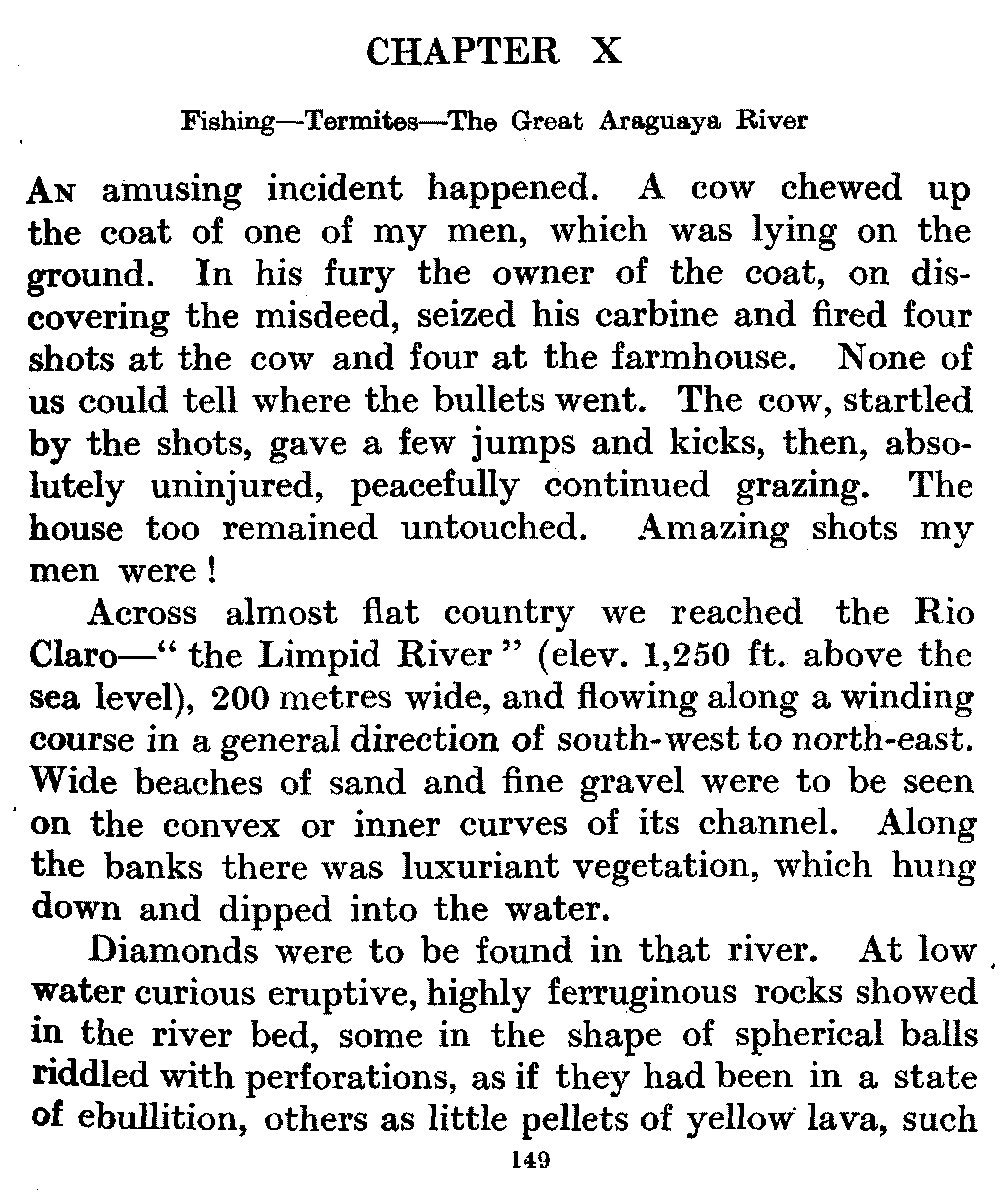 CHAPTER X
Fishing—Termites—The Great Araguaya River
AN amusing incident happened. A cow chewed up
the coat of one of my men, which was lying on the
ground. In his fury the owner of the coat, on dis-
covering the misdeed, seized his carbine and fired four
shots at the cow and four at the farmhouse. None of
us could tell where the bullets went. The cow, startled
by the shots, gave a few jumps and kicks, then, abso-
lutely uninjured, peacefully continued grazing. The
house too remained untouched. Amazing shots my
men were !
Across almost flat country we reached the Rio
Claro—“ the Limpid River ” (elev. 1,250 ft. above the
sea level), 200 metres wide, and flowing along a winding
course in a general direction of south-west to north-east.
Wide beaches of sand and fine gravel were to be seen
on the convex or inner curves of its channel. Along
the banks there was luxuriant vegetation, which hung
down and dipped into the water.
Diamonds were to be found in that river. At low
water curious eruptive, highly ferruginous rocks showed
in the river bed, some in the shape of spherical balls
riddled with perforations, as if they had been in a state
of ebullition, others as little pellets of yellow lava, such
149